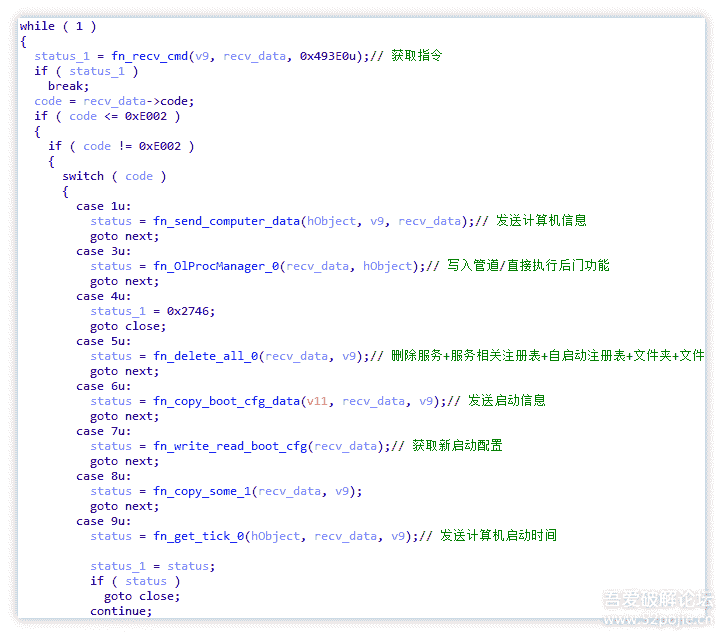 while ( 1 )
{
  status_1 = fn_recv_cmd(v9, recv_data, 0x493E0u);// 获取指令
  if ( status_1 )
    break;
  code = recv_data->code;
  if ( code <= 0xE002 )
  {
    if ( code != 0xE002 )
    {
      switch ( code )
      {
        case 1u:
          status = fn_send_computer_data(hObject, v9, recv_data);// 发送计算机信息
          goto next;
        case 3u:
          status = fn_OlProcManager_0(recv_data, hObject);// 写入管道/直接执行后门功能
          goto next;
        case 4u:
          status_1 = 0x2746;
          goto close;
        case 5u:
          status = fn_delete_all_0(recv_data, v9);// 删除服务+服务相关注册表+自启动注册表+文件夹+文件
          goto next;
        case 6u:
          status = fn_copy_boot_cfg_data(v11, recv_data, v9);// 发送启动信息
          goto next;
        case 7u:
          status = fn_write_read_boot_cfg(recv_data);// 获取新启动配置
          goto next;
        case 8u:
          status = fn_copy_some_1(recv_data, v9);
          goto next;
        case 9u:
          status = fn_get_tick_0(hObject, recv_data, v9);// 发送计算机启动时间
          status_1 = status;
          if ( status )
            goto close;
          continue;
吾爱破解论坛
www.52pojie.cn